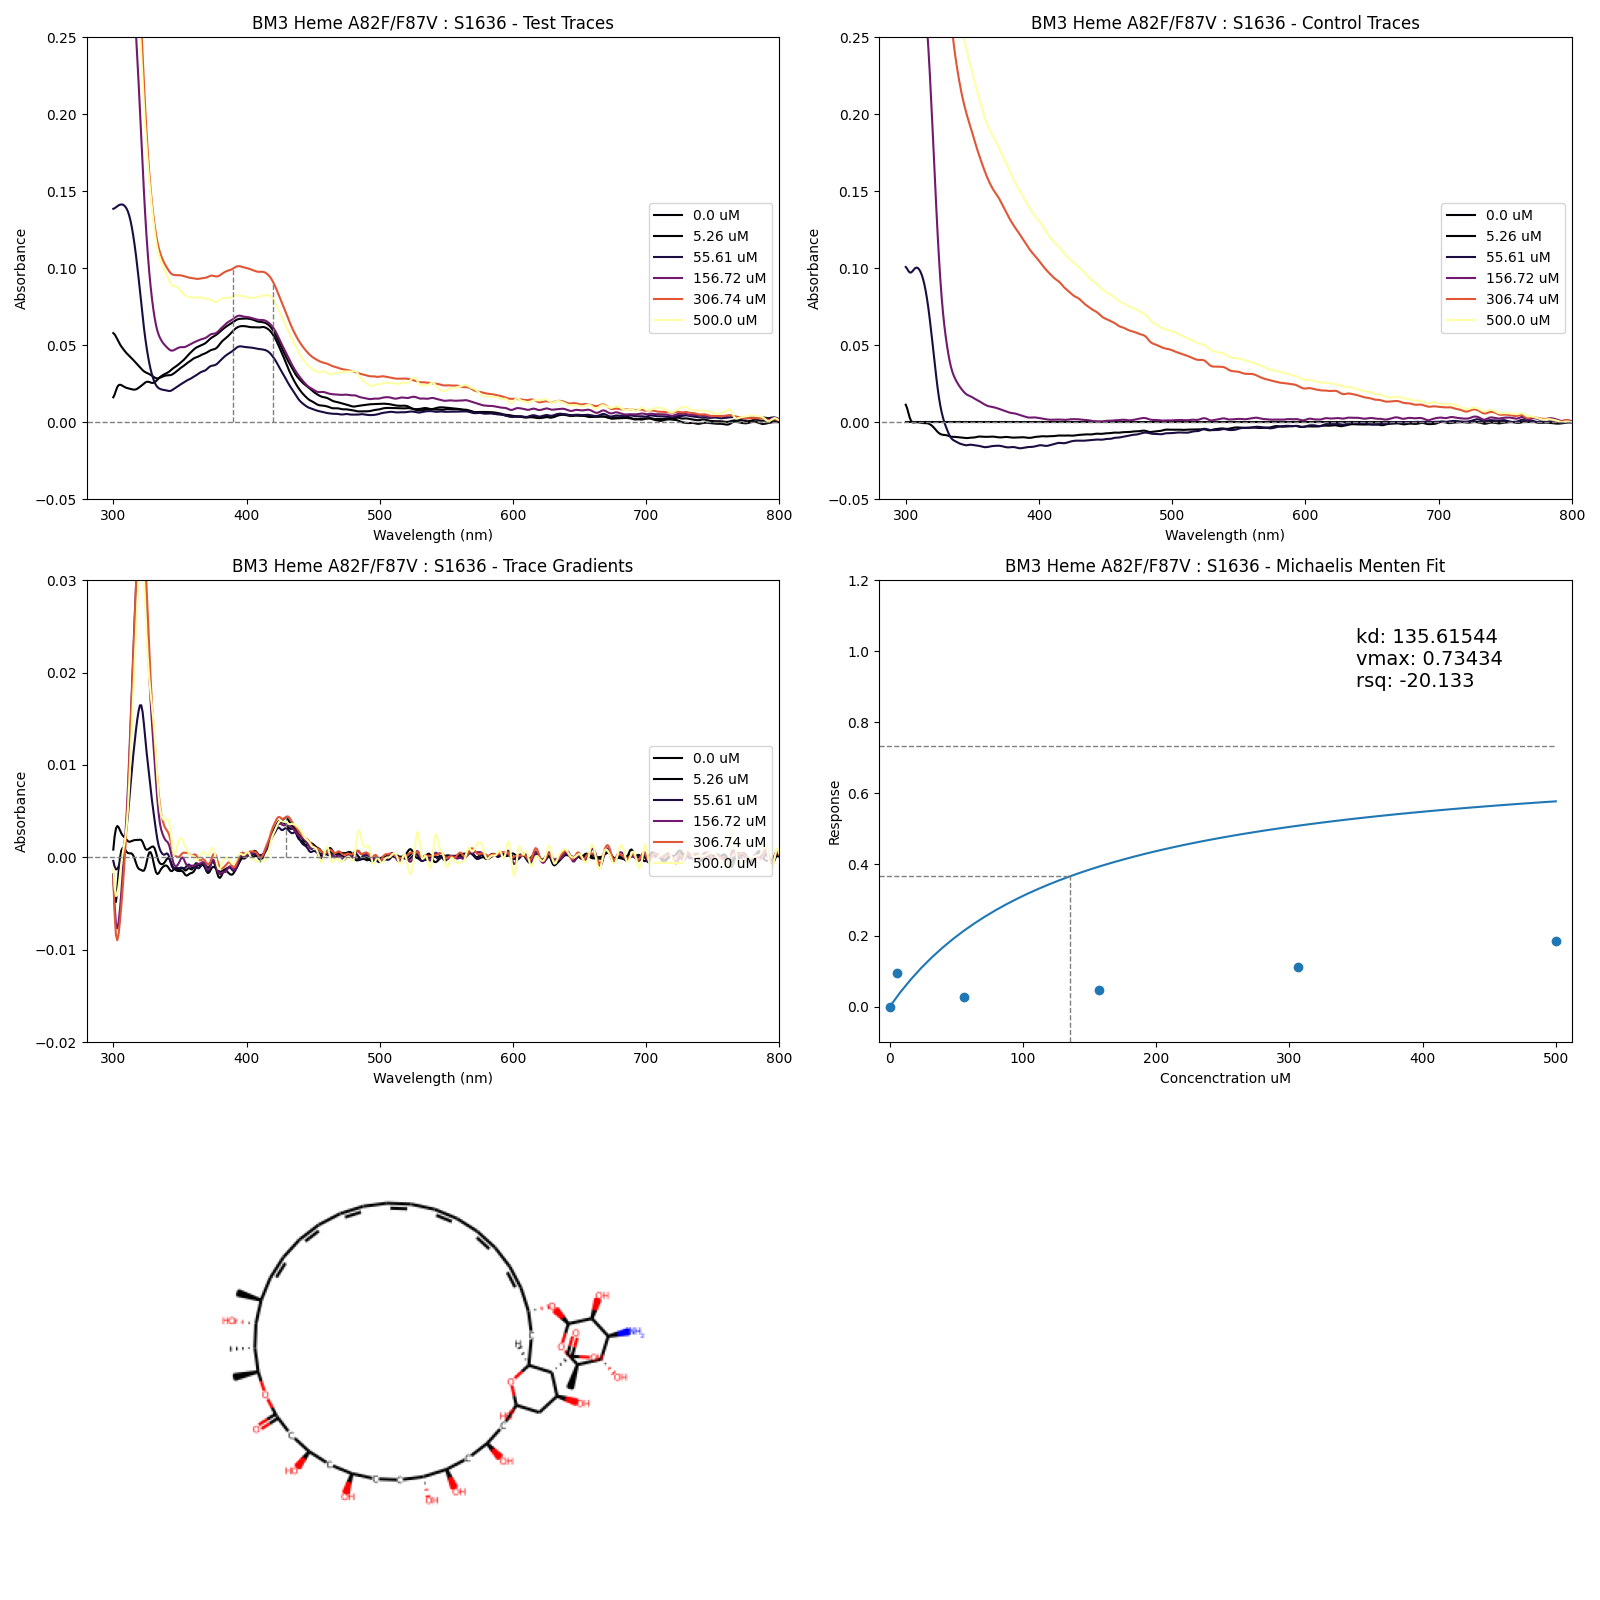 BM3 Heme A82F/F87V : S1636 - Test Traces
0.25
0.20
0.15
0.10
0.05
0.00
−0.05
Absorbance
0.0 uM
5.26 uM
55.61 uM
156.72 uM
306.74 uM
500.0 uM
300 400 500 600 700 800
Wavelength (nm)
BM3 Heme A82F/F87V : S1636 - Control Traces
0.25
0.20
0.15
0.10
0.05
0.00
−0.05
Absorbance
0.0 uM
5.26 uM
55.61 uM
156.72 uM
306.74 uM
500.0 uM
300 400 500 600 700 800
Wavelength (nm)
BM3 Heme A82F/F87V : S1636 - Trace Gradients
0.03
0.02
0.01
0.00
−0.01
−0.02
Absorbance
0.0 uM
5.26 uM
55.61 uM
156.72 uM
306.74 uM
500.0 uM
300 400 500 600 700 800
Wavelength (nm)
BM3 Heme A82F/F87V : S1636 - Michaelis Menten Fit
1.2
1.0
0.8
0.6
0.4
0.2
0.0
Response
kd: 135.61544
vmax: 0.73434
rsq: -20.133
0 100 200 300 400 500
Concenctration uM
OH
HO
O
NH2
H
O
O
O
OH
OH
O
OH
O
HO
O
C
C
OH
HO
C
C
C
C
OH
OH
OH